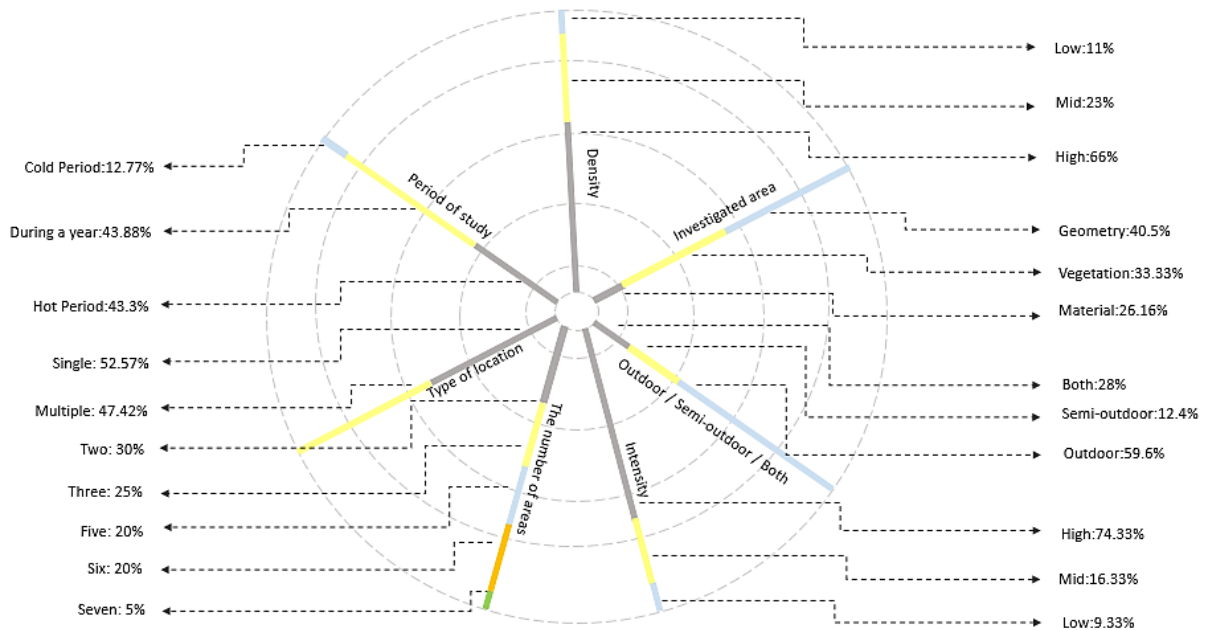 Low:11%
Mid:23%
High:66%
Cold Period:12.77%
During a year:43.88%
Hot Period:43.3%
Single: 52.57%
Multiple: 47.42%
Two: 30%
Three: 25%
Five: 20%
Six: 20%
Seven: 5%
Density
Period of study
Investigated area
Type of location
The number of areas
Intensity
Outdoor / Semi-outdoor / Both
Geometry:40.5%
Vegetation:33.33%
Material:26.16%
Both:28%
Semi-outdoor:12.4%
Outdoor:59.6%
High:74.33%
Mid:16.33%
Low:9.33%